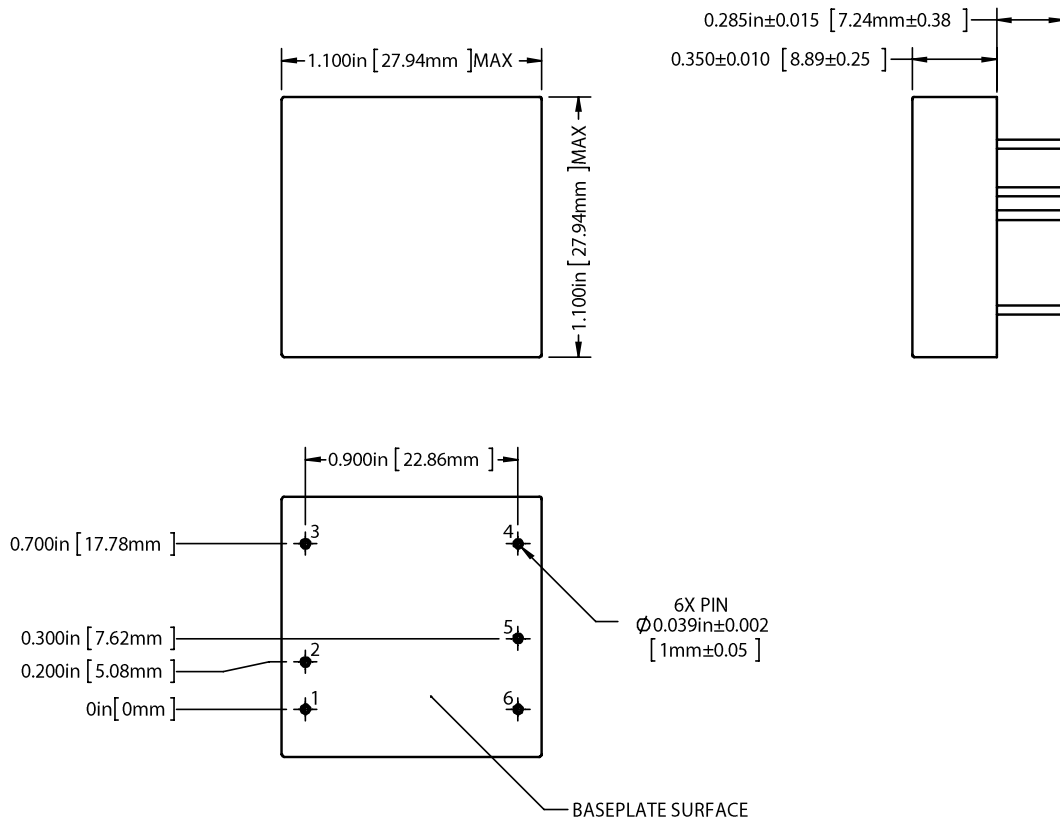 0.285in±0.015 [7.24mm±0.38 ]
0.350±0.010 [8.89±0.25 ]
1.100in [27.94mm ]MAX
1.100in [27.94mm ]MAX
0.900in [22.86mm ]
3
4
0.700in [17.78mm ]
6X PIN
Ø0.039in±0.002
[1mm±0.05 ]
5
0.300in [7.62mm ]
2
0.200in [5.08mm ]
1
6
0in[0mm ]
BASEPLATE SURFACE